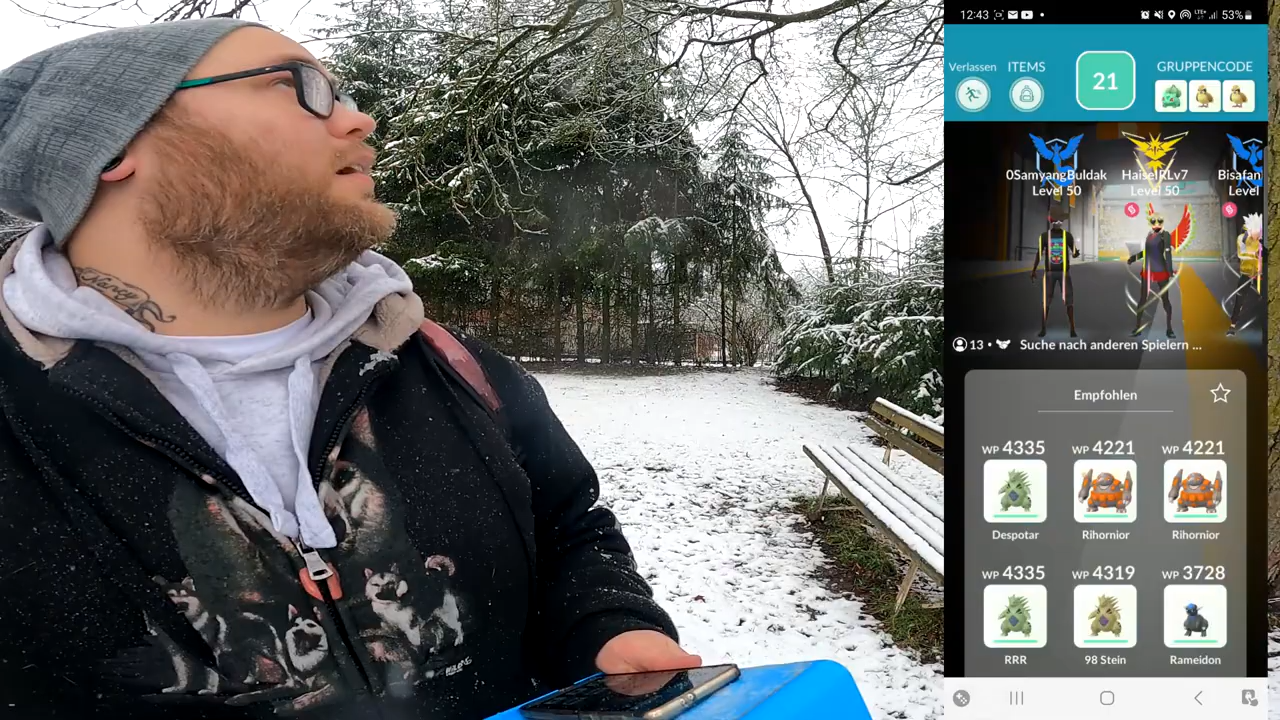 12:43
LTE+
53%
Verlassen
ITEMS
21
GRUPPENCODE
0SamyangBuldak
Level 50
HaiselRLv7
Level 50
Bisafan
Level
13 • Suche nach anderen Spielern ...
Empfohlen
WP 4335
WP 4221
WP 4221
Despotar
Rihornior
Rihornior
WP 4335
WP 4319
WP 3728
RRR
98 Stein
Rameidon
Nancy